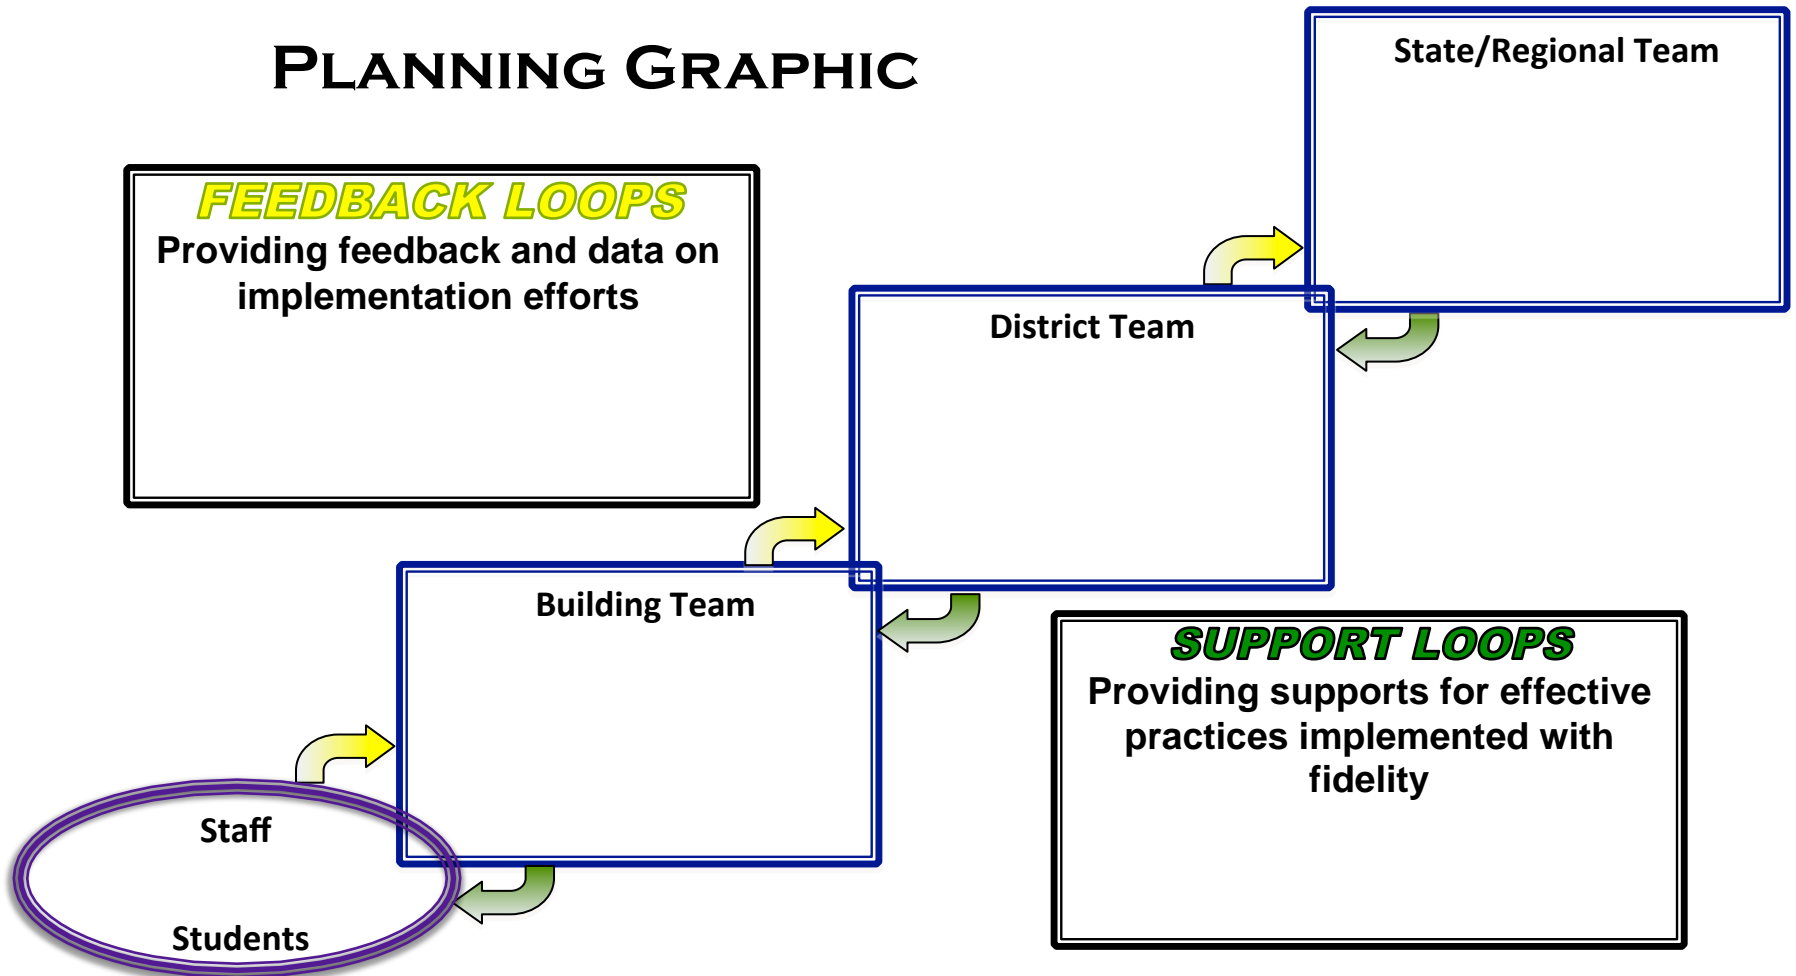 PLANNING GRAPHIC
State/Regional Team
FEEDBACK LOOPS
Providing feedback and data on
implementation efforts
District Team
Building Team
SUPPORT LOOPS
Providing supports for effective
practices implemented with
fidelity
Staff
Students